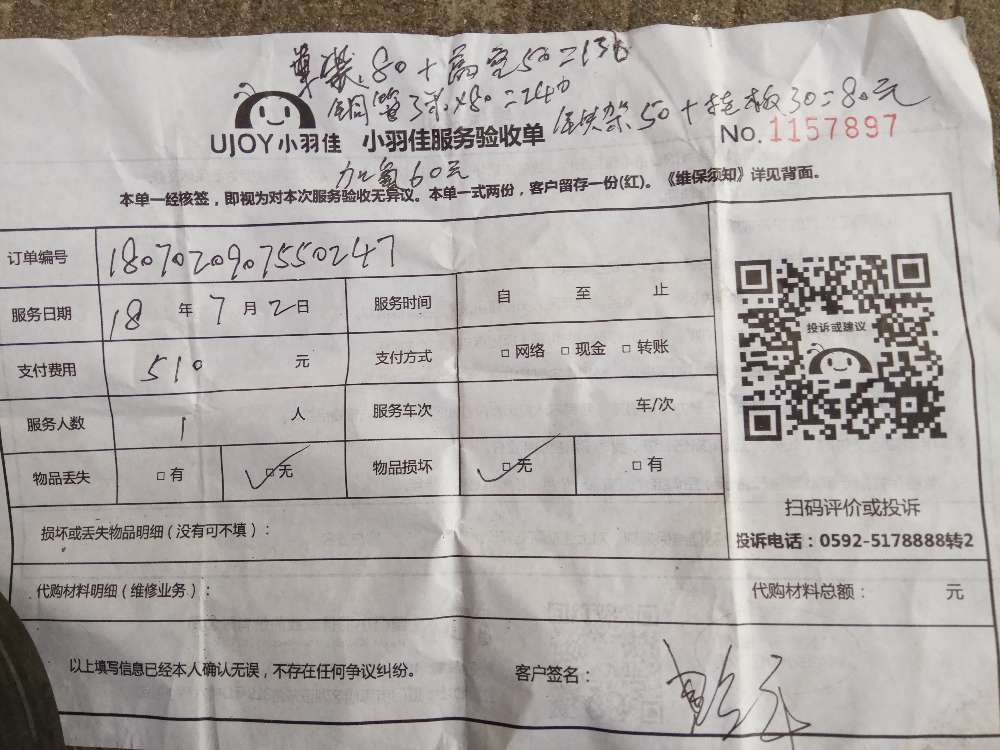 单装：80+高空50=130
铜管3米×80=240
铁架50+挂板30=80元
UJOY小羽佳 小羽佳服务验收单
No.1157897
加氟60元
本单一经核签，即视为对本次服务验收无异议。本单一式两份，客户留存一份(红)。《维保须知》详见背面。
订单编号 180702907550247
服务日期 18 年 7 月 2 日 服务时间 自 至 止
投诉或建议
支付费用 510 元 支付方式 □ 网络 □ 现金 □ 转账
服务人数 1 人 服务车次 车/次
物品丢失 □ 有 □ 无 物品损坏 □ 无 □ 有
扫码评价或投诉
损坏或丢失物品明细（没有可不填）：
投诉电话：0592-5178888转2
代购材料明细（维修业务）： 代购材料总额： 元
以上填写信息已经本人确认无误，不存在任何争议纠纷。 客户签名：